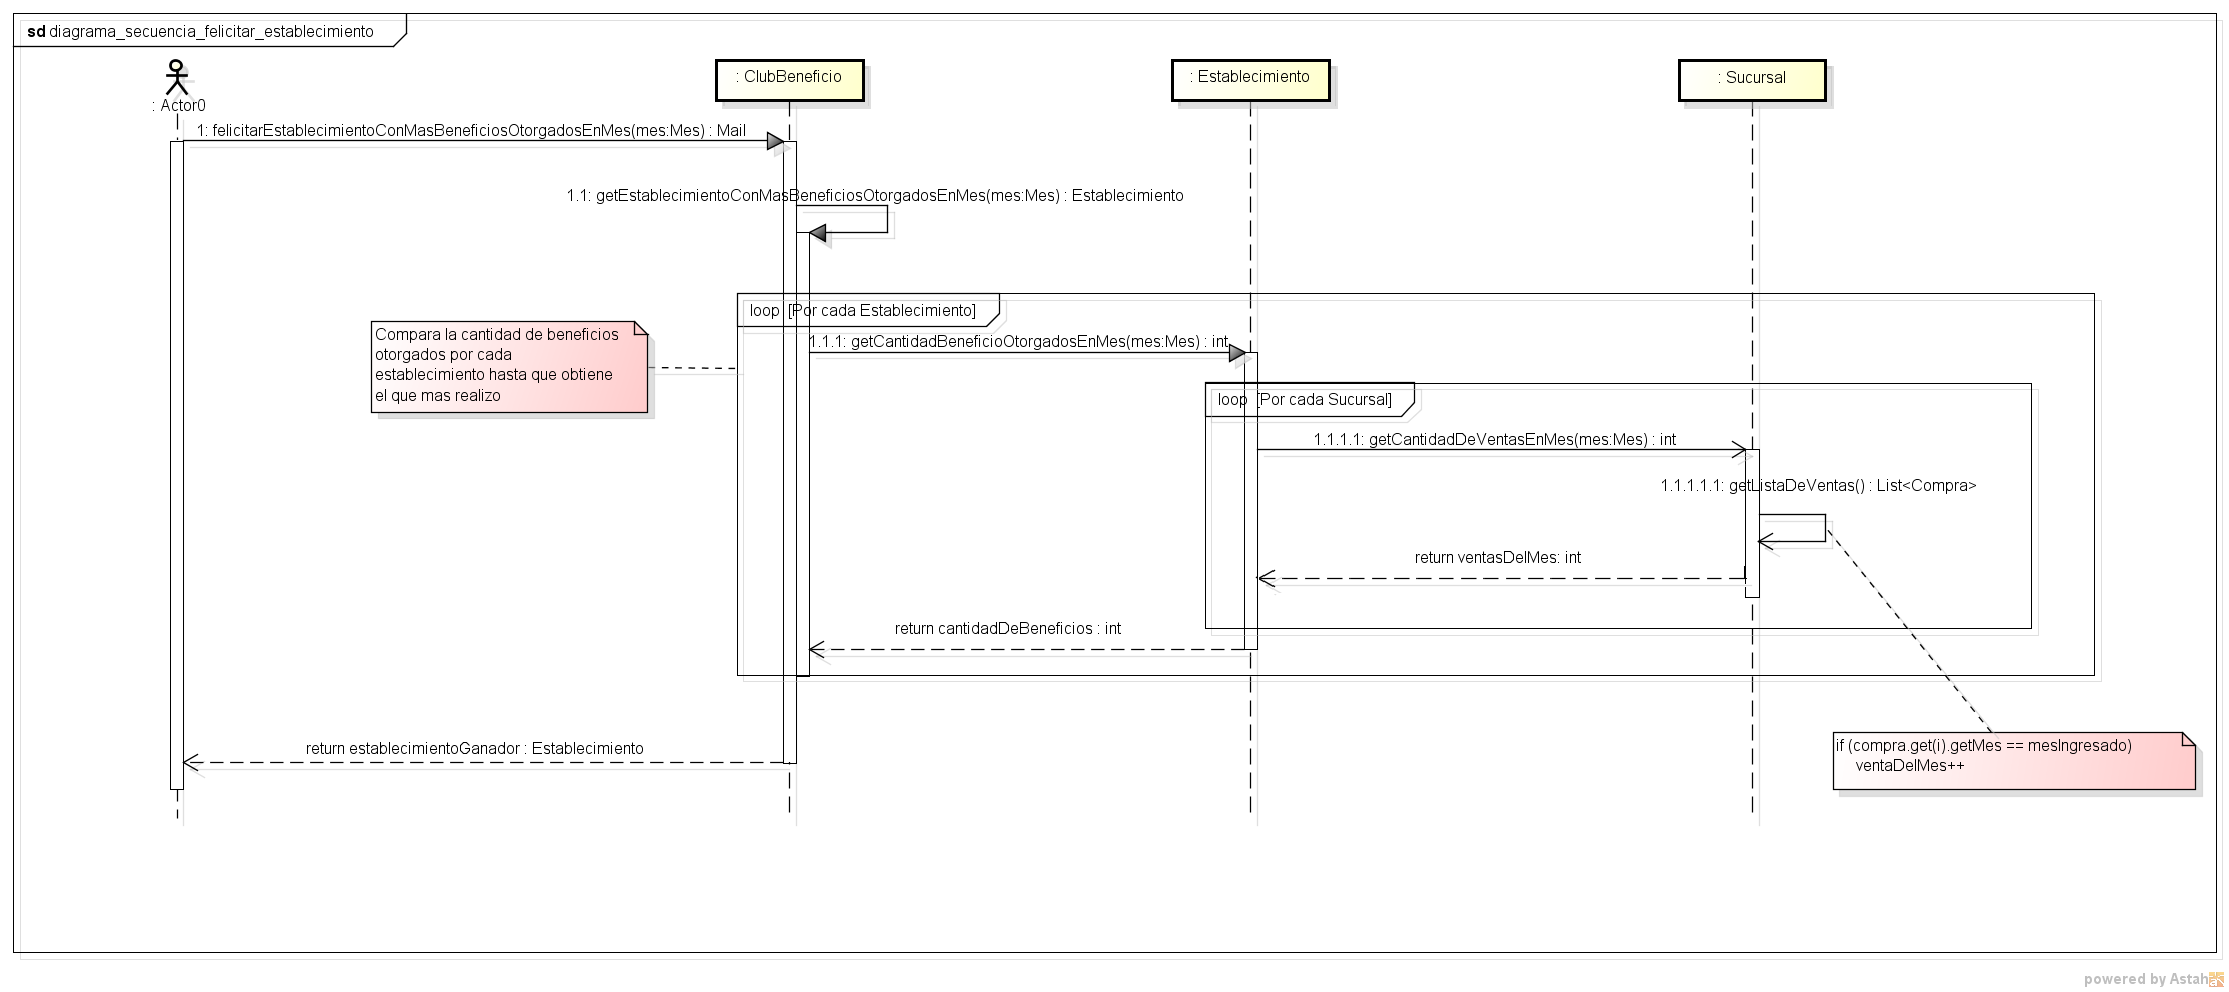 sd diagrama_secuencia_felicitar_establecimiento
: Actor0
: ClubBeneficio
: Establecimiento
: Sucursal
1: felicitarEstablecimientoConMasBeneficiosOtorgadosEnMes(mes:Mes) : Mail
1.1: getEstablecimientoConMasBeneficiosOtorgadosEnMes(mes:Mes) : Establecimiento
loop [Por cada Establecimiento]
Compara la cantidad de beneficios
otorgados por cada
establecimiento hasta que obtiene
el que mas realizo
1.1.1: getCantidadBeneficioOtorgadosEnMes(mes:Mes) : int
loop [Por cada Sucursal]
1.1.1.1: getCantidadDeVentasEnMes(mes:Mes) : int
1.1.1.1.1: getListaDeVentas() : List<Compra>
return ventasDelMes: int
return cantidadDeBeneficios : int
return establecimientoGanador : Establecimiento
if (compra.get(i).getMes == mesIngresado)
ventaDelMes++
powered by Astah